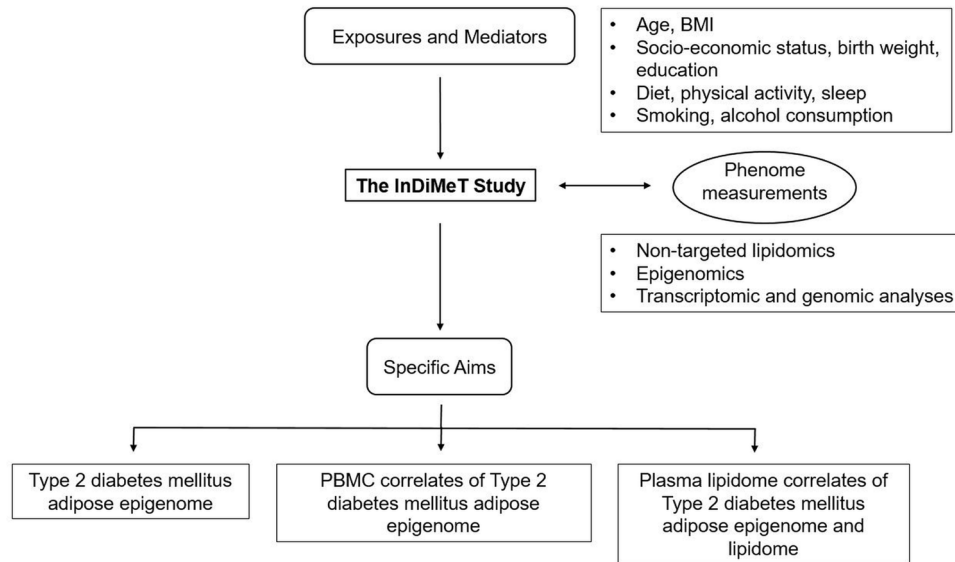 Exposures and Mediators
• Age, BMI
• Socio-economic status, birth weight,
education
• Diet, physical activity, sleep
• Smoking, alcohol consumption
The InDiMeT Study
Phenome
measurements
• Non-targeted lipidomics
• Epigenomics
• Transcriptomic and genomic analyses
Specific Aims
Type 2 diabetes mellitus
adipose epigenome
PBMC correlates of Type 2
diabetes mellitus adipose
epigenome
Plasma lipidome correlates of
Type 2 diabetes mellitus
adipose epigenome and
lipidome